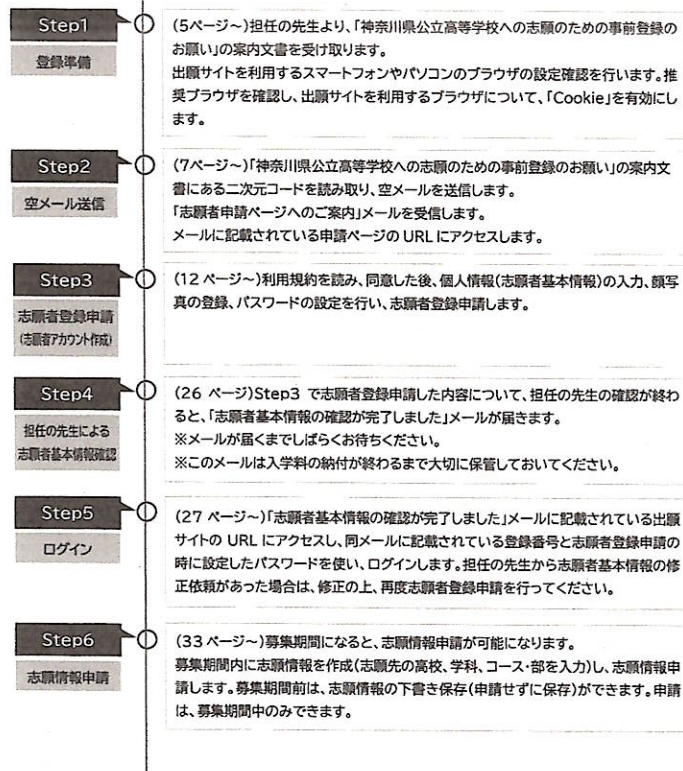 Step1
登録準備
(5ページ~)担任の先生より、「神奈川県公立高等学校への志願のための事前登録の
お願い」の案内文書を受け取ります。
出願サイトを利用するスマートフォンやパソコンのブラウザの設定確認を行います。推
奨ブラウザを確認し、出願サイトを利用するブラウザについて、「Cookie」を有効にし
ます。
Step2
空メール送信
(7ページ~)「神奈川県公立高等学校への志願のための事前登録のお願い」の案内文
書にある二次元コードを読み取り、空メールを送信します。
「志願者申請ページへのご案内」メールを受信します。
メールに記載されている申請ページの URL にアクセスします。
Step3
志願者登録申請
(志願者アカウント作成)
(12 ページ~)利用規約を読み、同意した後、個人情報(志願者基本情報)の入力、顔写
真の登録、パスワードの設定を行い、志願者登録申請します。
Step4
担任の先生による
志願者基本情報確認
(26 ページ)Step3 で志願者登録申請した内容について、担任の先生の確認が終わ
ると、「志願者基本情報の確認が完了しました」メールが届きます。
※メールが届くまでしばらくお待ちください。
※このメールは入学料の納付が終わるまで大切に保管しておいてください。
Step5
ログイン
(27 ページ~)「志願者基本情報の確認が完了しました」メールに記載されている出願
サイトの URL にアクセスし、同メールに記載されている登録番号と志願者登録申請の
時に設定したパスワードを使い、ログインします。担任の先生から志願者基本情報の修
正依頼があった場合は、修正の上、再度志願者登録申請を行ってください。
Step6
志願情報申請
(33 ページ~)募集期間になると、志願情報申請が可能になります。
募集期間内に志願情報を作成(志願先の高校、学科、コース・部を入力)し、志願情報申
請します。募集期間前は、志願情報の下書き保存(申請せずに保存)ができます。申請
は、募集期間中のみできます。